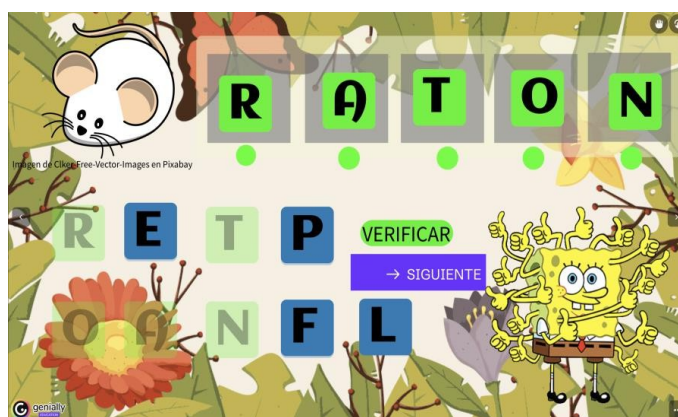 R A T O N
Imagen de Clker-Free-Vector-Images en Pixabay
R E T P
VERIFICAR
→ SIGUIENTE
O A N F L
genially